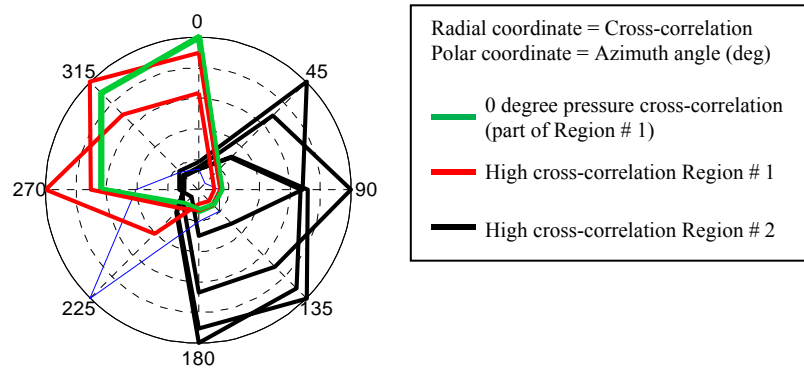 0
315
45
270
90
225
135
180
Radial coordinate = Cross-correlation
Polar coordinate = Azimuth angle (deg)
0 degree pressure cross-correlation
(part of Region # 1)
High cross-correlation Region # 1
High cross-correlation Region # 2